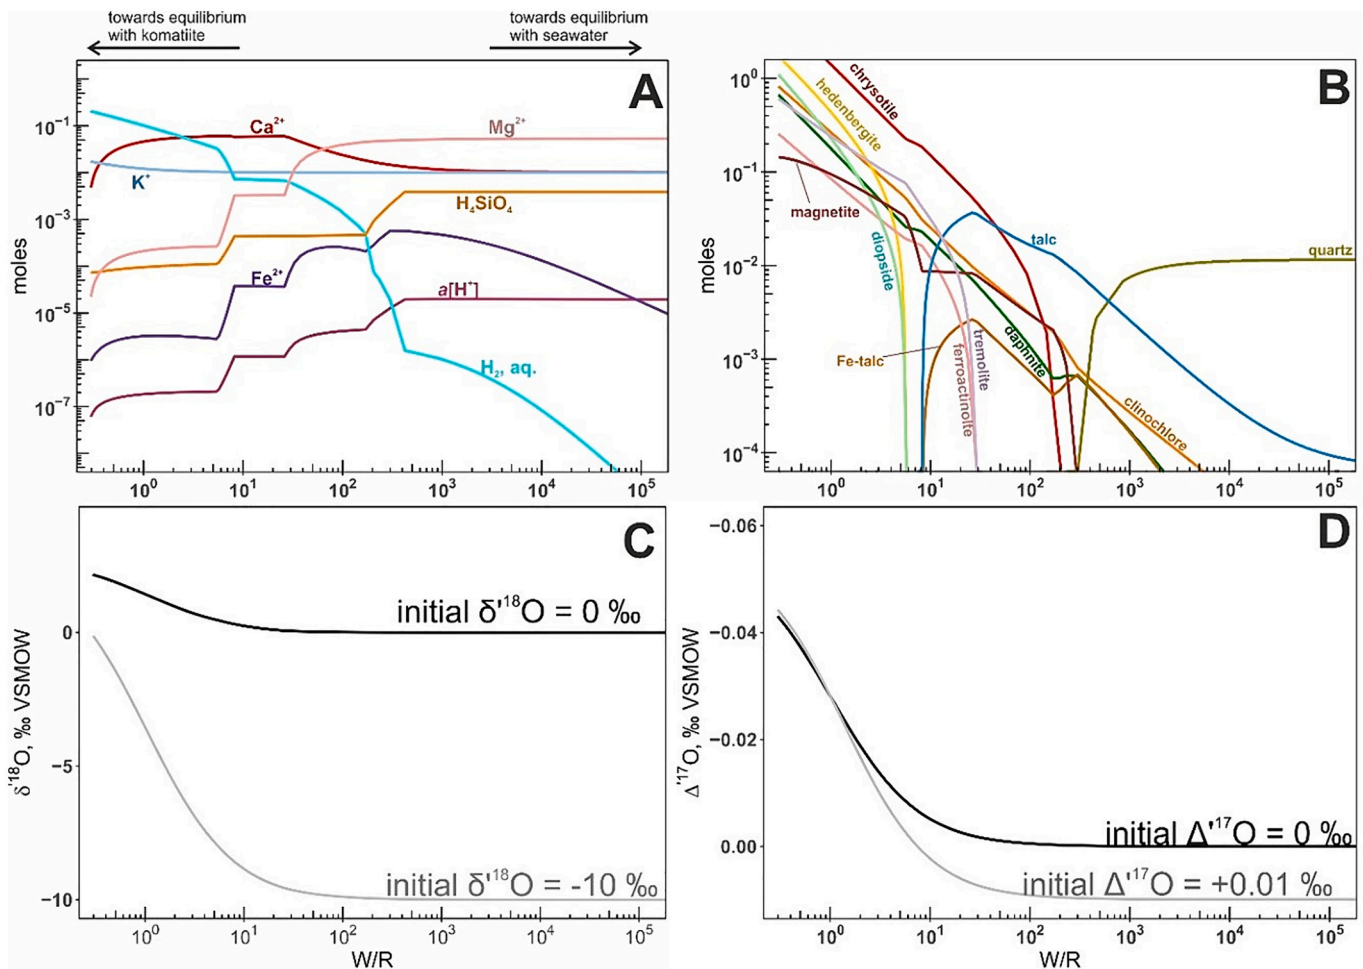 towards equilibrium
with komatiite
towards equilibrium
with seawater
A
moles
10⁻¹
10⁻³
10⁻⁵
10⁻⁷
Ca²⁺
Mg²⁺
K⁺
H₄SiO₄
Fe²⁺
a[H⁺]
H₂, aq.
10⁰ 10¹ 10² 10³ 10⁴ 10⁵
B
moles
10⁰
10⁻¹
10⁻²
10⁻³
10⁻⁴
chrysotile
hedenbergite
magnetite
diopside
talc
quartz
Fe-talc
ferroactinolte
tremolite
daphnite
clinochlore
10⁰ 10¹ 10² 10³ 10⁴ 10⁵
C
δ'¹⁸O, ‰ VSMOW
0
−5
−10
initial δ'¹⁸O = 0 ‰
initial δ'¹⁸O = -10 ‰
10⁰ 10¹ 10² 10³ 10⁴ 10⁵
W/R
D
Δ'¹⁷O, ‰ VSMOW
−0.06
−0.04
−0.02
0.00
initial Δ'¹⁷O = 0 ‰
initial Δ'¹⁷O = +0.01 ‰
10⁰ 10¹ 10² 10³ 10⁴ 10⁵
W/R